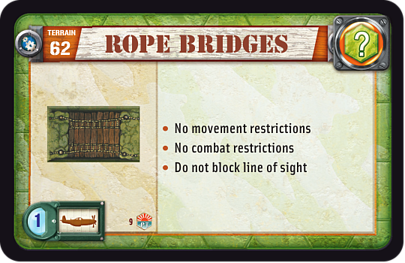 TERRAIN
62
ROPE BRIDGES
?
• No movement restrictions
• No combat restrictions
• Do not block line of sight
1
9